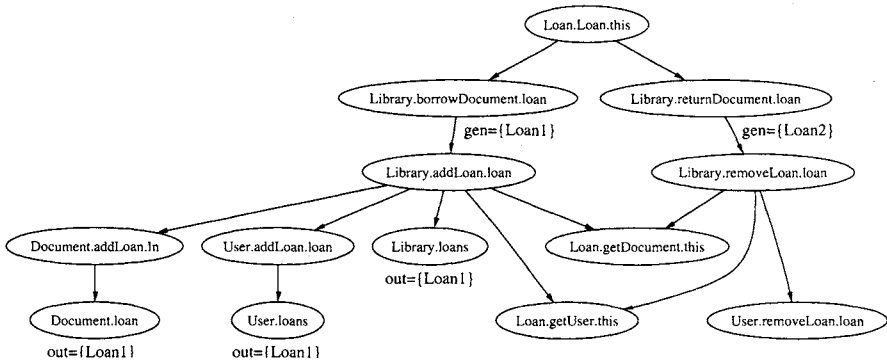 Loan.Loan.this
Library.borrowDocument.loan
Library.returnDocument.loan
gen={Loan1}
gen={Loan2}
Library.addLoan.loan
Library.removeLoan.loan
Document.addLoan.ln
User.addLoan.loan
Library.loans
Loan.getDocument.this
out={Loan1}
Document.loan
User.loans
Loan.getUser.this
User.removeLoan.loan
out={Loan1}
out={Loan1}